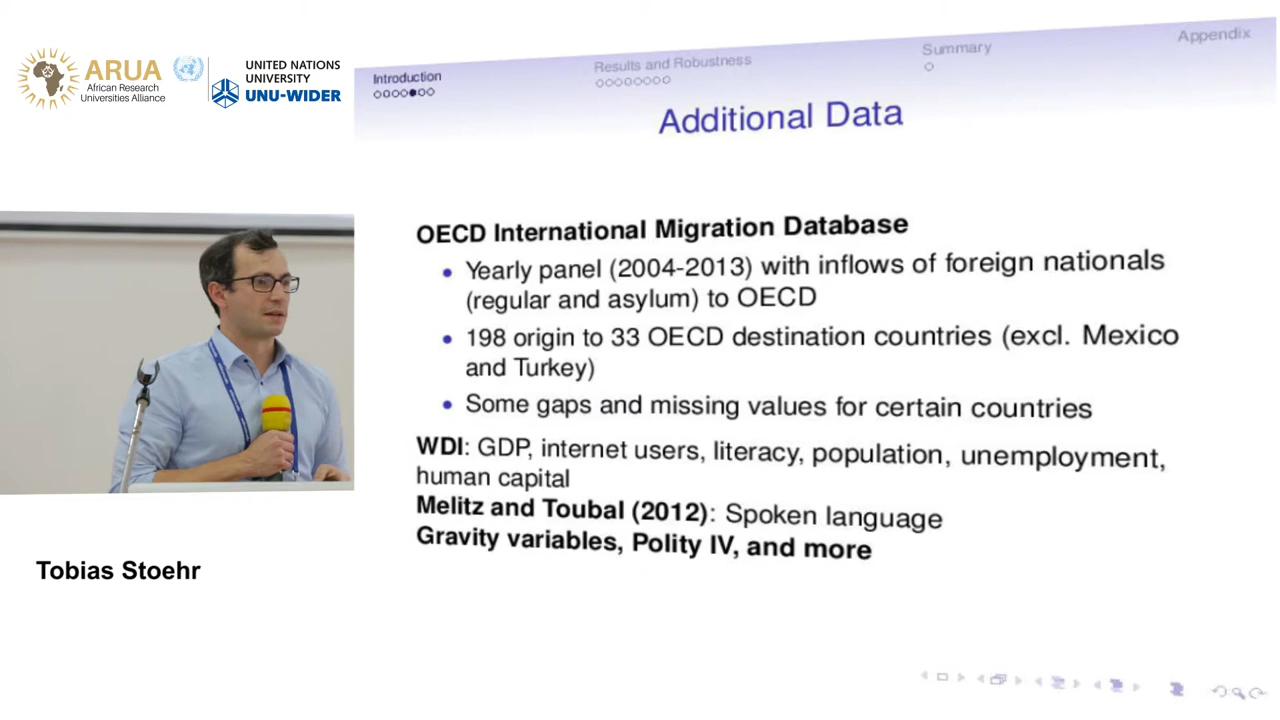 ARUA
African Research
Universities Alliance
UNITED NATIONS
UNIVERSITY
UNU-WIDER
Introduction
Results and Robustness
Summary
Appendix
Additional Data
OECD International Migration Database
• Yearly panel (2004-2013) with inflows of foreign nationals
(regular and asylum) to OECD
• 198 origin to 33 OECD destination countries (excl. Mexico
and Turkey)
• Some gaps and missing values for certain countries
WDI: GDP, internet users, literacy, population, unemployment,
human capital
Melitz and Toubal (2012): Spoken language
Gravity variables, Polity IV, and more
Tobias Stoehr